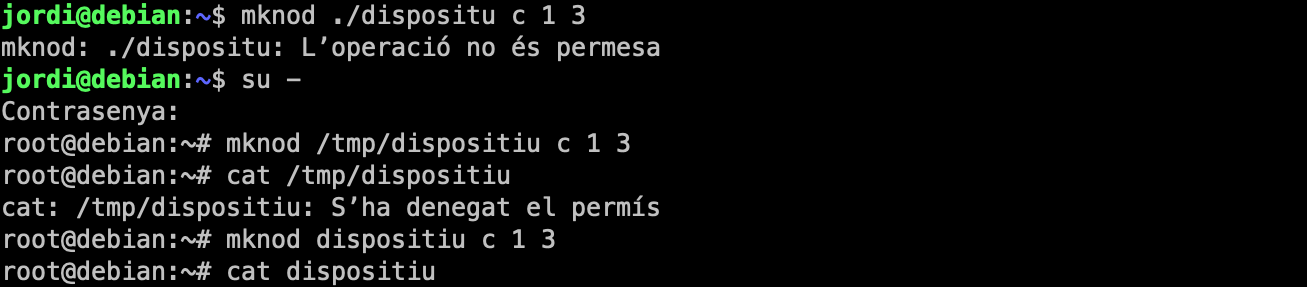 jordi@debian:~$ mknod ./dispositu c 1 3
mknod: ./dispositu: L’operació no és permesa
jordi@debian:~$ su -
Contrasenya:
root@debian:~# mknod /tmp/dispositiu c 1 3
root@debian:~# cat /tmp/dispositiu
cat: /tmp/dispositiu: S’ha denegat el permís
root@debian:~# mknod dispositiu c 1 3
root@debian:~# cat dispositiu